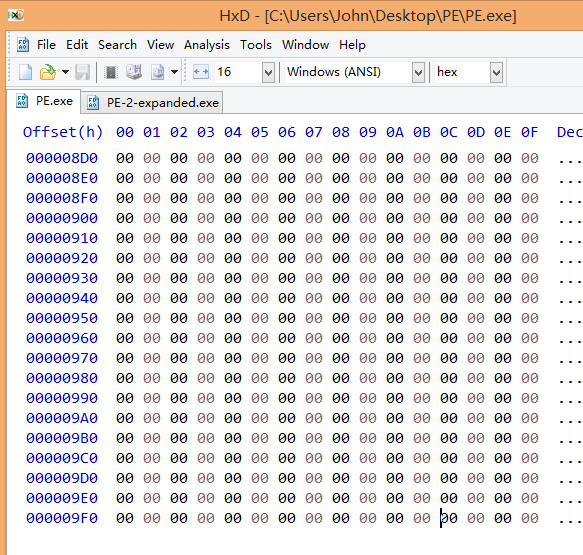 HxD - [C:\Users\John\Desktop\PE\PE.exe]
File Edit Search View Analysis Tools Window Help
16 Windows (ANSI) hex
PE.exe PE-2-expanded.exe
Offset(h) 00 01 02 03 04 05 06 07 08 09 0A 0B 0C 0D 0E 0F Dec
000008D0 00 00 00 00 00 00 00 00 00 00 00 00 00 00 00 00 ...
000008E0 00 00 00 00 00 00 00 00 00 00 00 00 00 00 00 00 ...
000008F0 00 00 00 00 00 00 00 00 00 00 00 00 00 00 00 00 ...
00000900 00 00 00 00 00 00 00 00 00 00 00 00 00 00 00 00 ...
00000910 00 00 00 00 00 00 00 00 00 00 00 00 00 00 00 00 ...
00000920 00 00 00 00 00 00 00 00 00 00 00 00 00 00 00 00 ...
00000930 00 00 00 00 00 00 00 00 00 00 00 00 00 00 00 00 ...
00000940 00 00 00 00 00 00 00 00 00 00 00 00 00 00 00 00 ...
00000950 00 00 00 00 00 00 00 00 00 00 00 00 00 00 00 00 ...
00000960 00 00 00 00 00 00 00 00 00 00 00 00 00 00 00 00 ...
00000970 00 00 00 00 00 00 00 00 00 00 00 00 00 00 00 00 ...
00000980 00 00 00 00 00 00 00 00 00 00 00 00 00 00 00 00 ...
00000990 00 00 00 00 00 00 00 00 00 00 00 00 00 00 00 00 ...
000009A0 00 00 00 00 00 00 00 00 00 00 00 00 00 00 00 00 ...
000009B0 00 00 00 00 00 00 00 00 00 00 00 00 00 00 00 00 ...
000009C0 00 00 00 00 00 00 00 00 00 00 00 00 00 00 00 00 ...
000009D0 00 00 00 00 00 00 00 00 00 00 00 00 00 00 00 00 ...
000009E0 00 00 00 00 00 00 00 00 00 00 00 00 00 00 00 00 ...
000009F0 00 00 00 00 00 00 00 00 00 00 00 00 00 00 00 00 ...